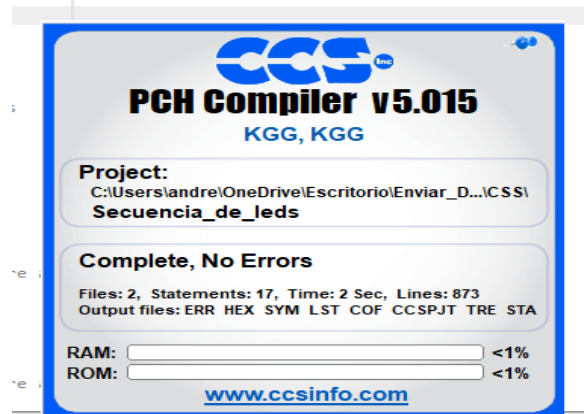 CCS Inc
PCH Compiler v5.015
KGG, KGG
Project:
C:\Users\andre\OneDrive\Escritorio\Enviar_D...\CSS\
Secuencia_de_leds
Complete, No Errors
Files: 2, Statements: 17, Time: 2 Sec, Lines: 873
Output files: ERR HEX SYM LST COF CCSPJT TRE STA
RAM: <1%
ROM: <1%
www.ccsinfo.com